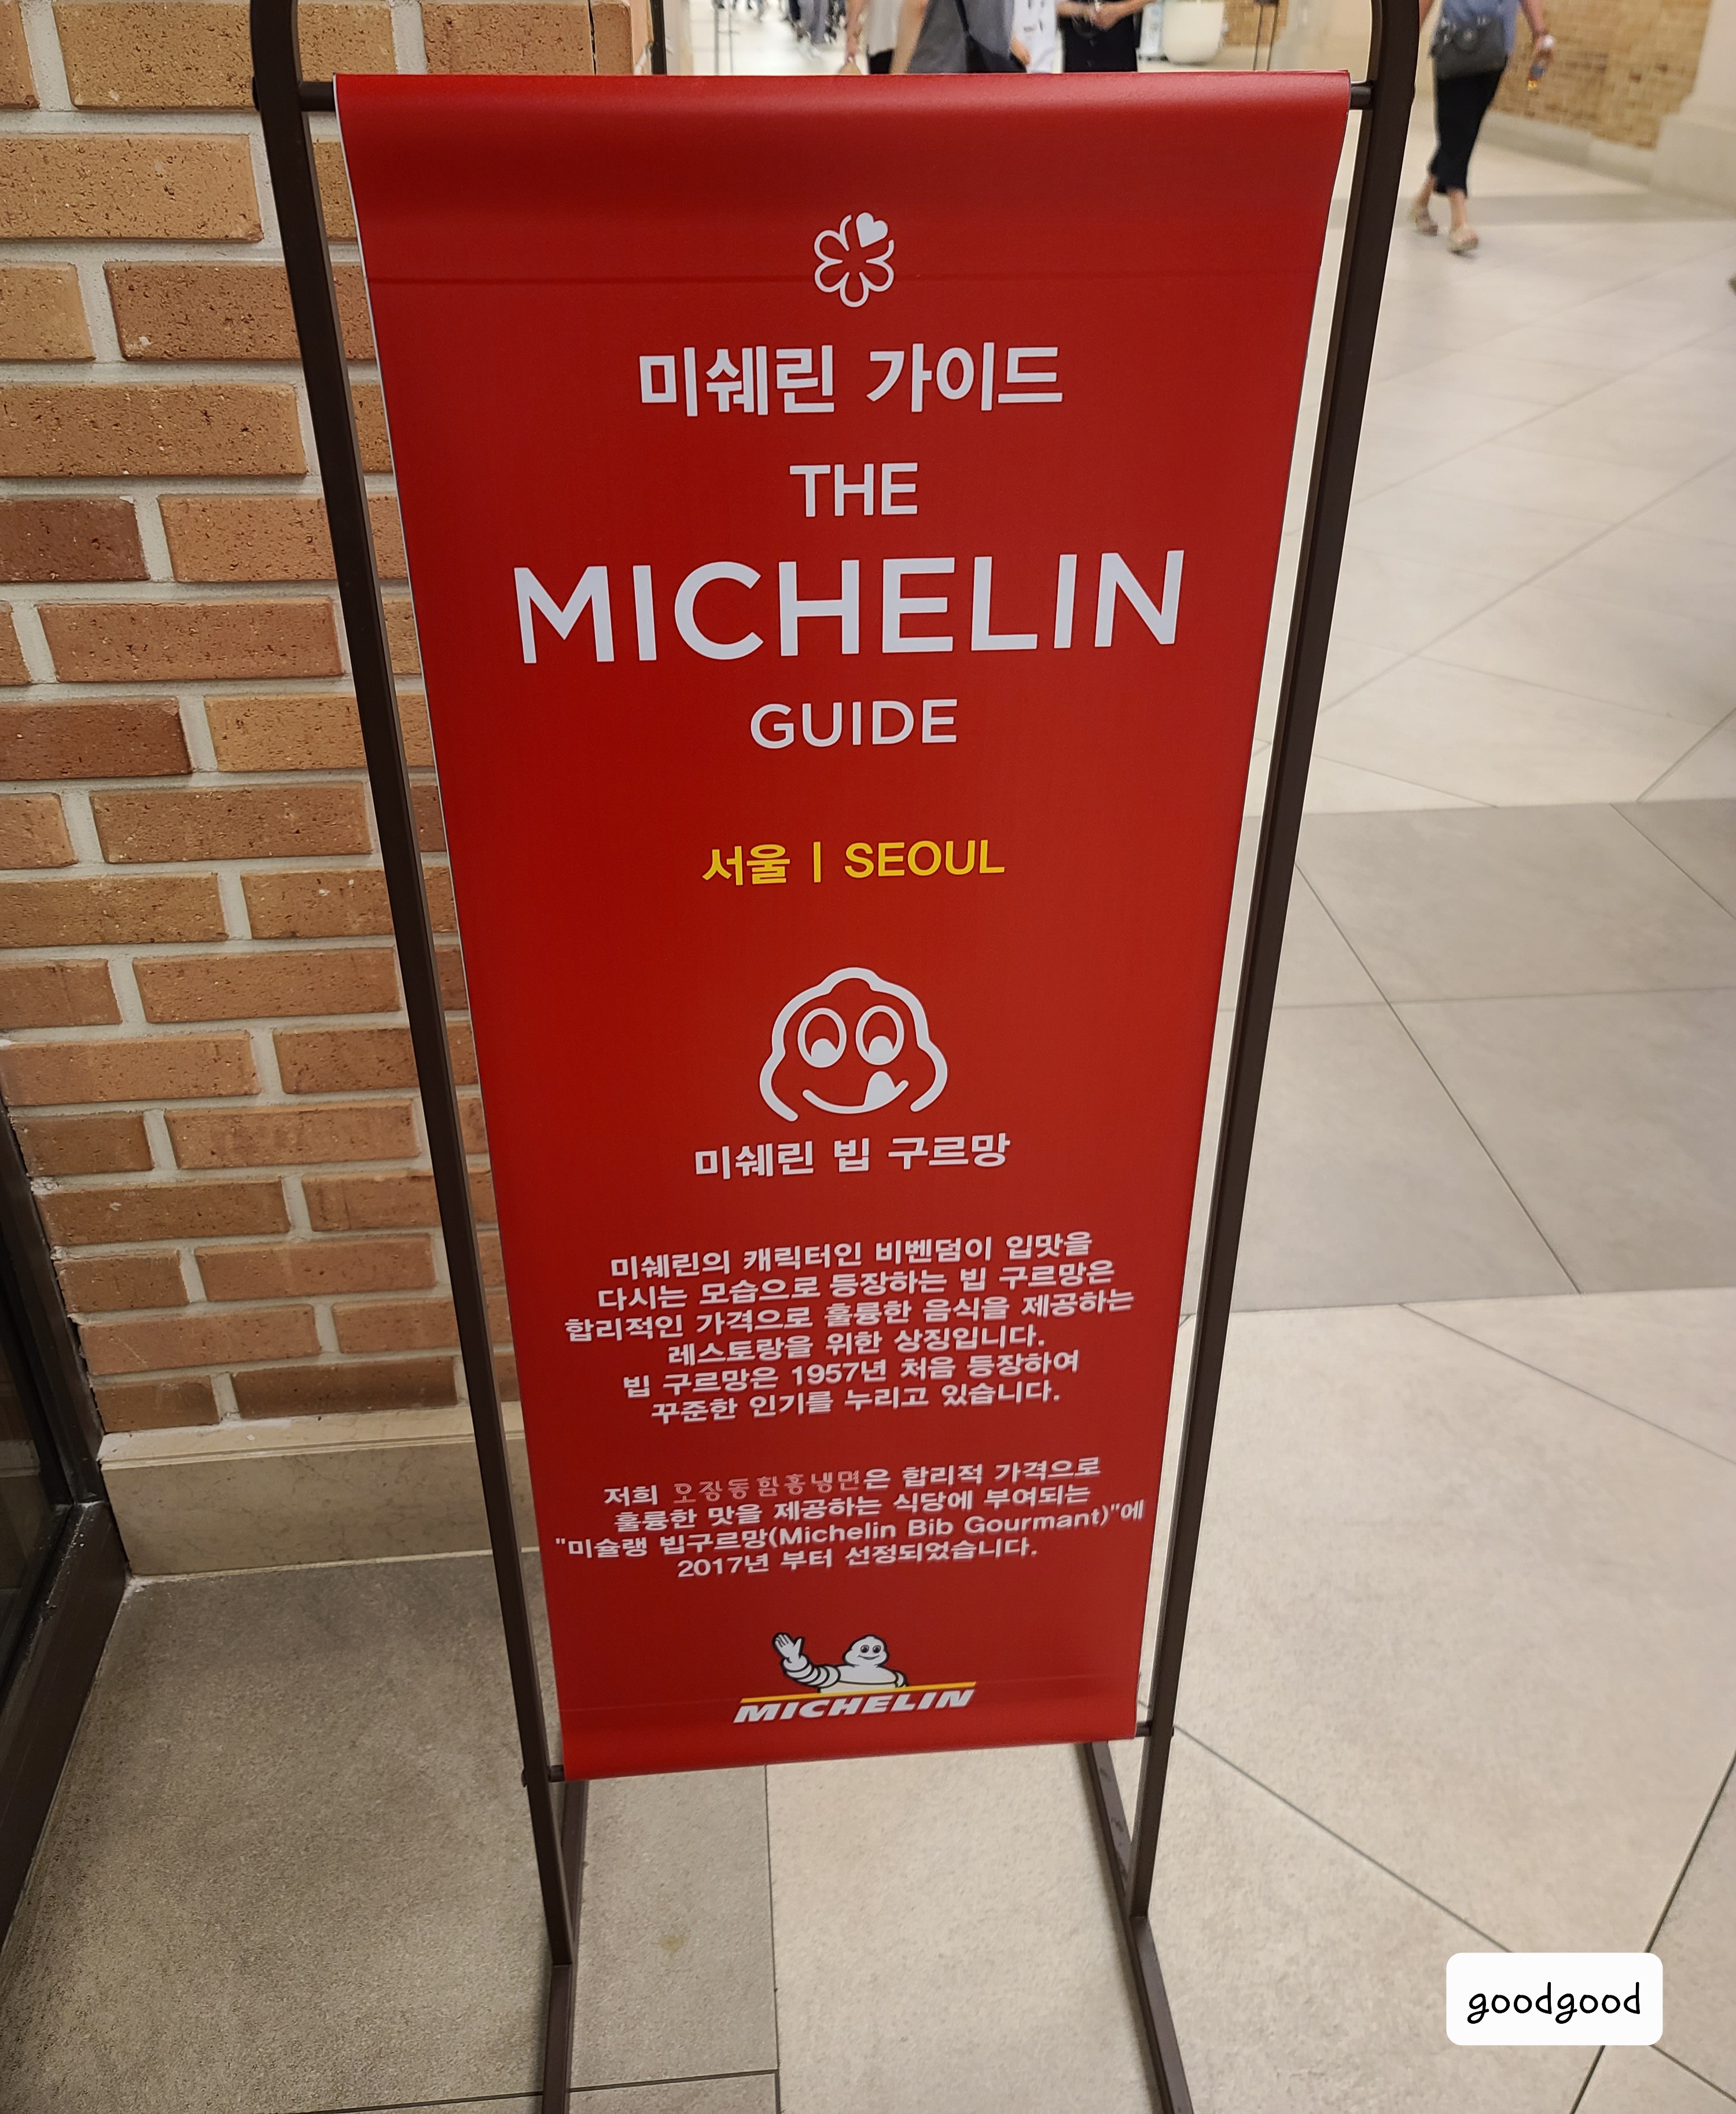 미쉐린 가이드
THE
MICHELIN
GUIDE
서울 | SEOUL
미쉐린 빕 구르망
미쉐린의 캐릭터인 비벤덤이 입맛을
다시는 모습으로 등장하는 빕 구르망은
합리적인 가격으로 훌륭한 음식을 제공하는
레스토랑을 위한 상징입니다.
빕 구르망은 1957년 처음 등장하여
꾸준한 인기를 누리고 있습니다.
저희 오장동함흥냉면은 합리적 가격으로
훌륭한 맛을 제공하는 식당에 부여되는
"미슐랭 빕구르망(Michelin Bib Gourmant)"에
2017년 부터 선정되었습니다.
MICHELIN
goodgood